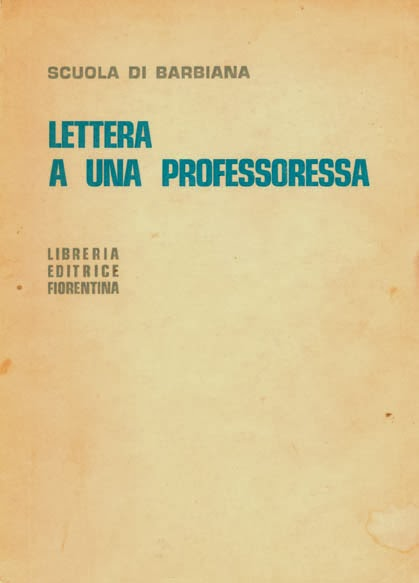 SCUOLA DI BARBIANA
LETTERA
A UNA PROFESSORESSA
LIBRERIA
EDITRICE
FIORENTINA